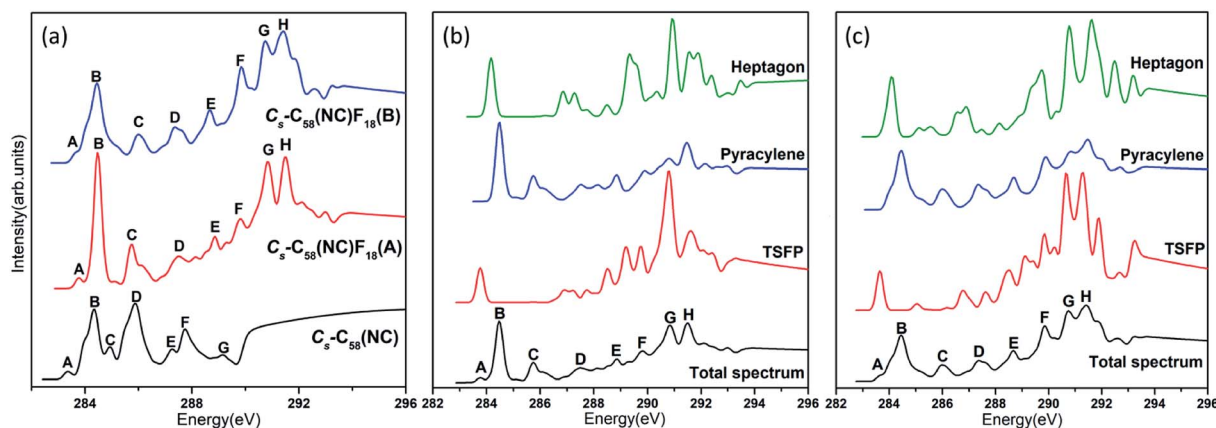 (a)
A
B
C
D
E
F
G
H
Cs-C58(NC)F18(B)
A
B
C
D
E
F
G
H
Cs-C58(NC)F18(A)
A
B
C
D
E
F
G
Cs-C58(NC)
Intensity(arb.units)
284
288
292
296
Energy(eV)
(b)
Heptagon
Pyracylene
TSFP
A
B
C
D
E
F
G
H
Total spectrum
282
284
286
288
290
292
294
296
Energy(eV)
(c)
Heptagon
Pyracylene
TSFP
A
B
C
D
E
F
G
H
Total spectrum
282
284
286
288
290
292
294
296
Energy(eV)